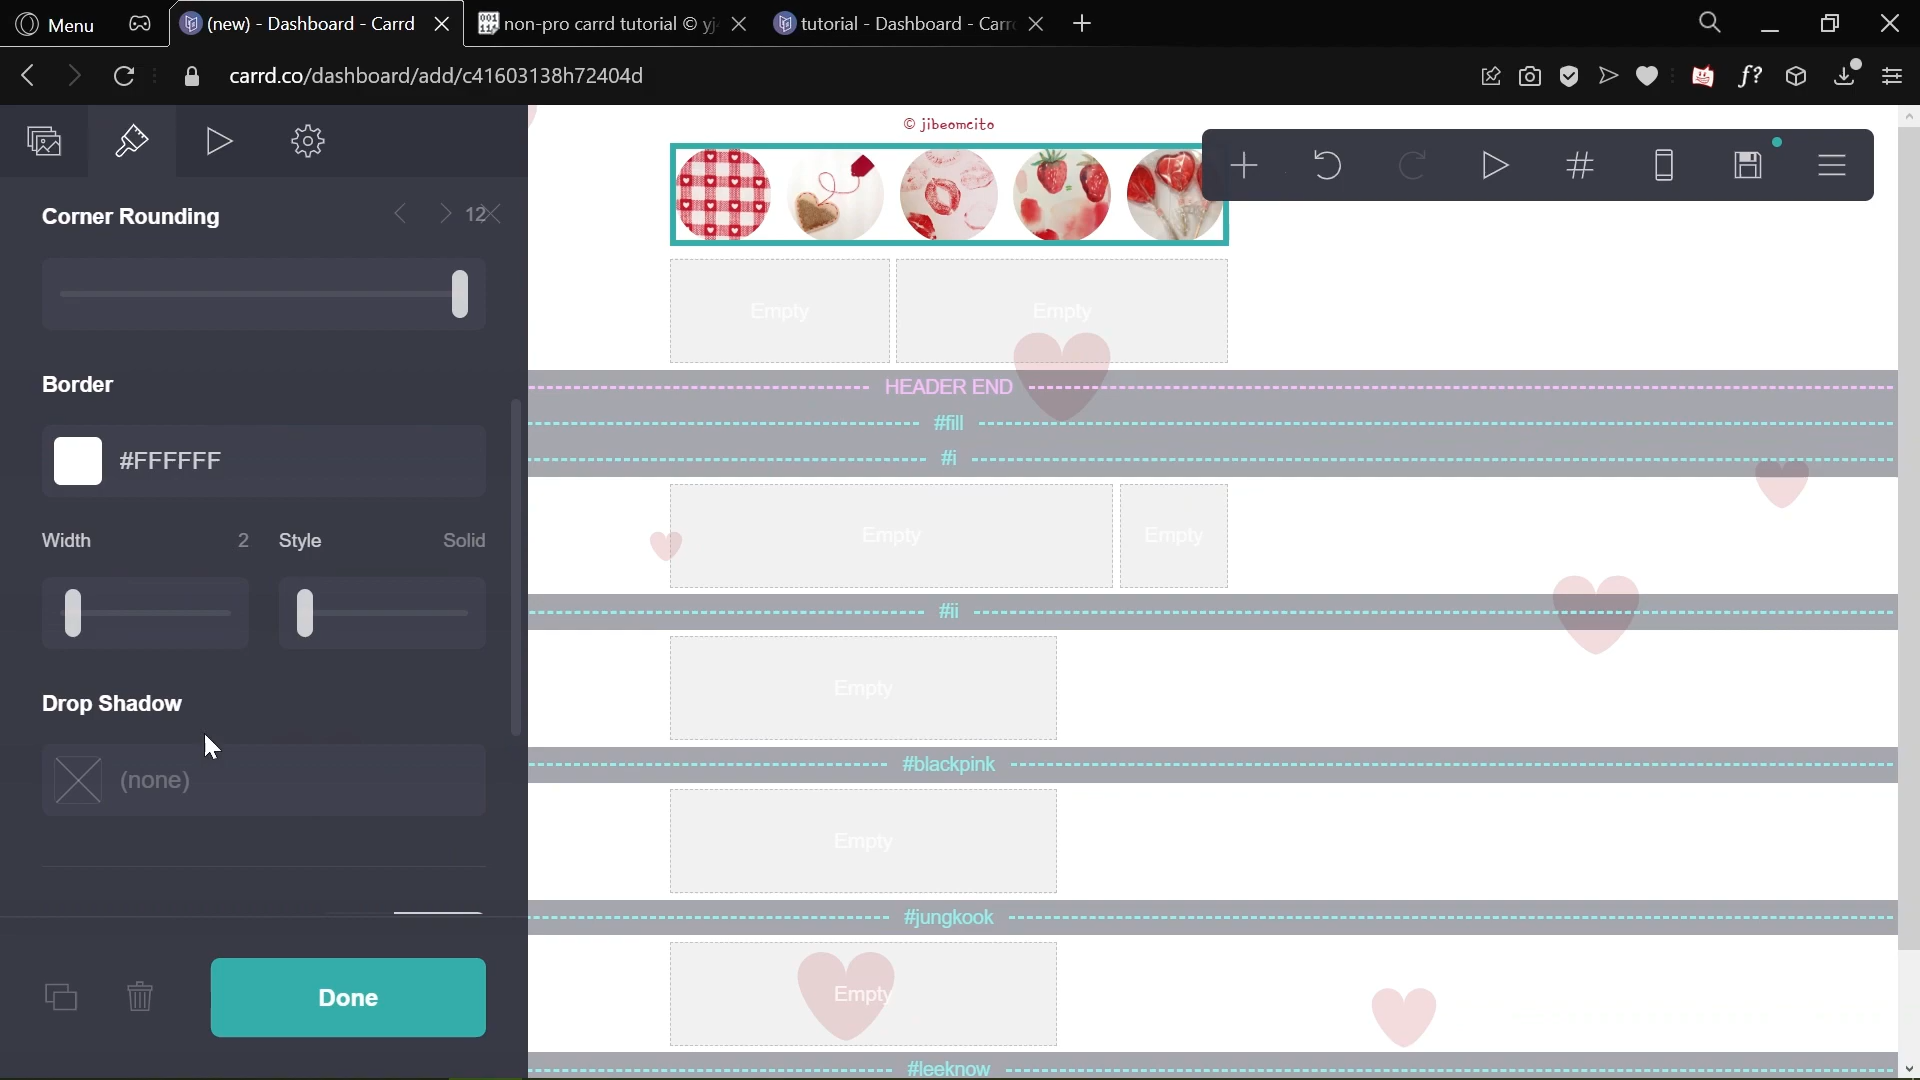 Menu
(new) - Dashboard - Carrd
non-pro carrd tutorial © yj
tutorial - Dashboard - Carr
carrd.co/dashboard/add/c41603138h72404d
Corner Rounding
12
Border
#FFFFFF
Width 2 Style Solid
Drop Shadow
(none)
Done
© jibeomcito
Empty Empty
HEADER END
#fill
#i
Empty Empty
#ii
Empty
#blackpink
Empty
#jungkook
Empty
#leeknow